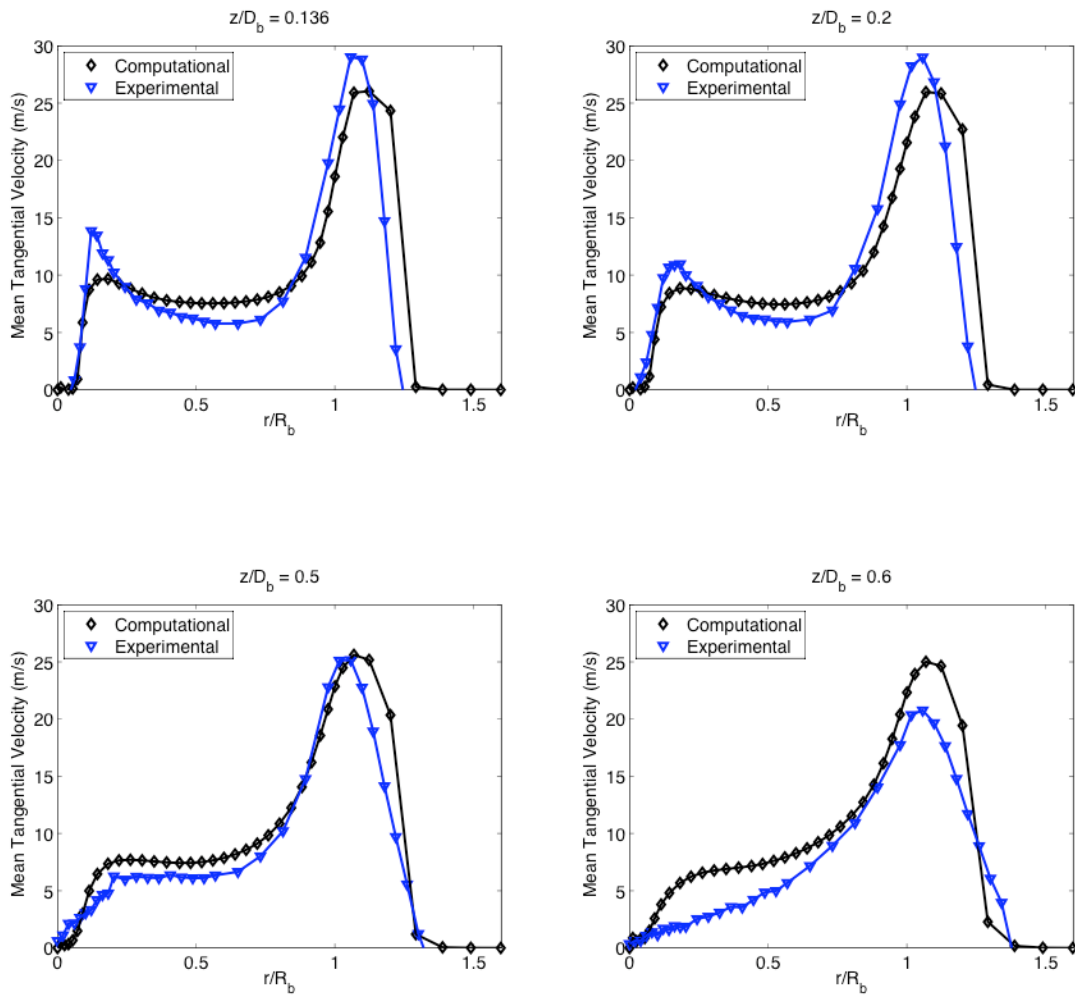 z/D_b = 0.136
30
25
20
15
10
5
0
Mean Tangential Velocity (m/s)
Computational
Experimental
0 0.5 1 1.5
r/R_b
z/D_b = 0.2
30
25
20
15
10
5
0
Mean Tangential Velocity (m/s)
Computational
Experimental
0 0.5 1 1.5
r/R_b
z/D_b = 0.5
30
25
20
15
10
5
0
Mean Tangential Velocity (m/s)
Computational
Experimental
0 0.5 1 1.5
r/R_b
z/D_b = 0.6
30
25
20
15
10
5
0
Mean Tangential Velocity (m/s)
Computational
Experimental
0 0.5 1 1.5
r/R_b